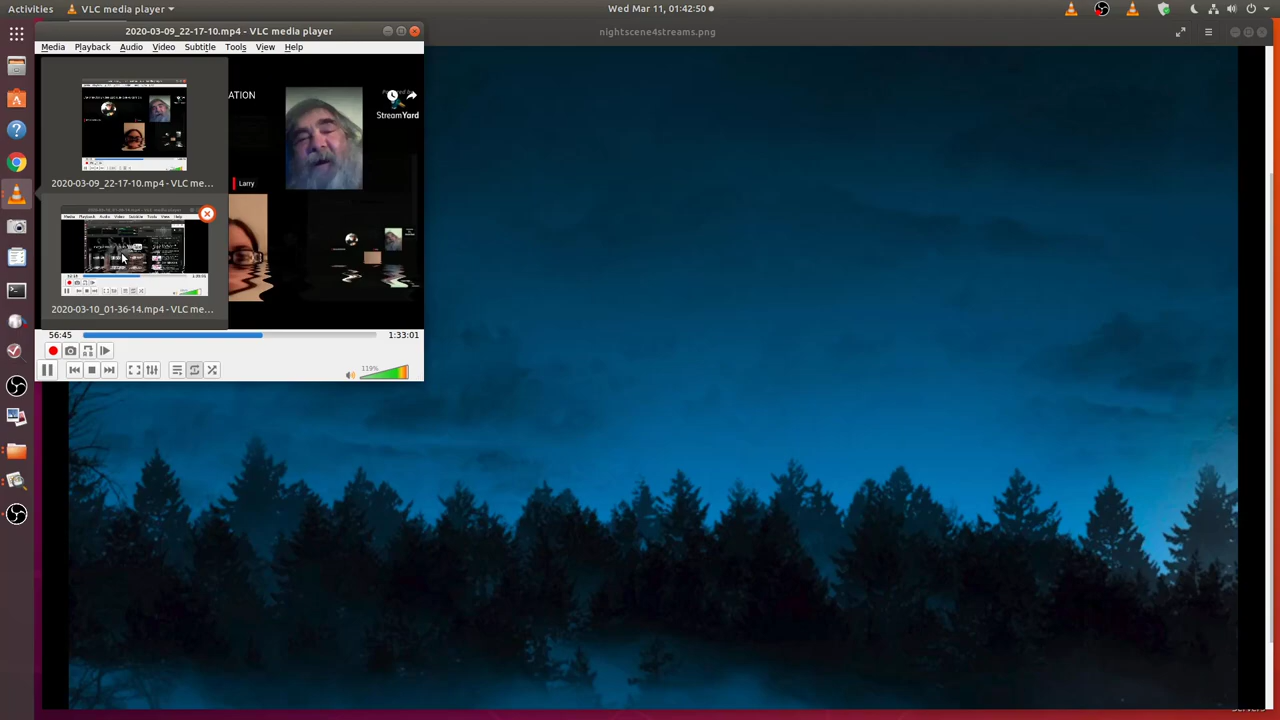 Activities
VLC media player
Wed Mar 11, 01:42:50
2020-03-09_22-17-10.mp4 - VLC media player
nightscene4streams.png
Media Playback Audio Video Subtitle Tools View Help
ATION
StreamYord
Larry
2020-03-09_22-17-10.mp4 - VLC me...
2020-03-10_01-36-14.mp4 - VLC me...
56:45
1:33:01
119%